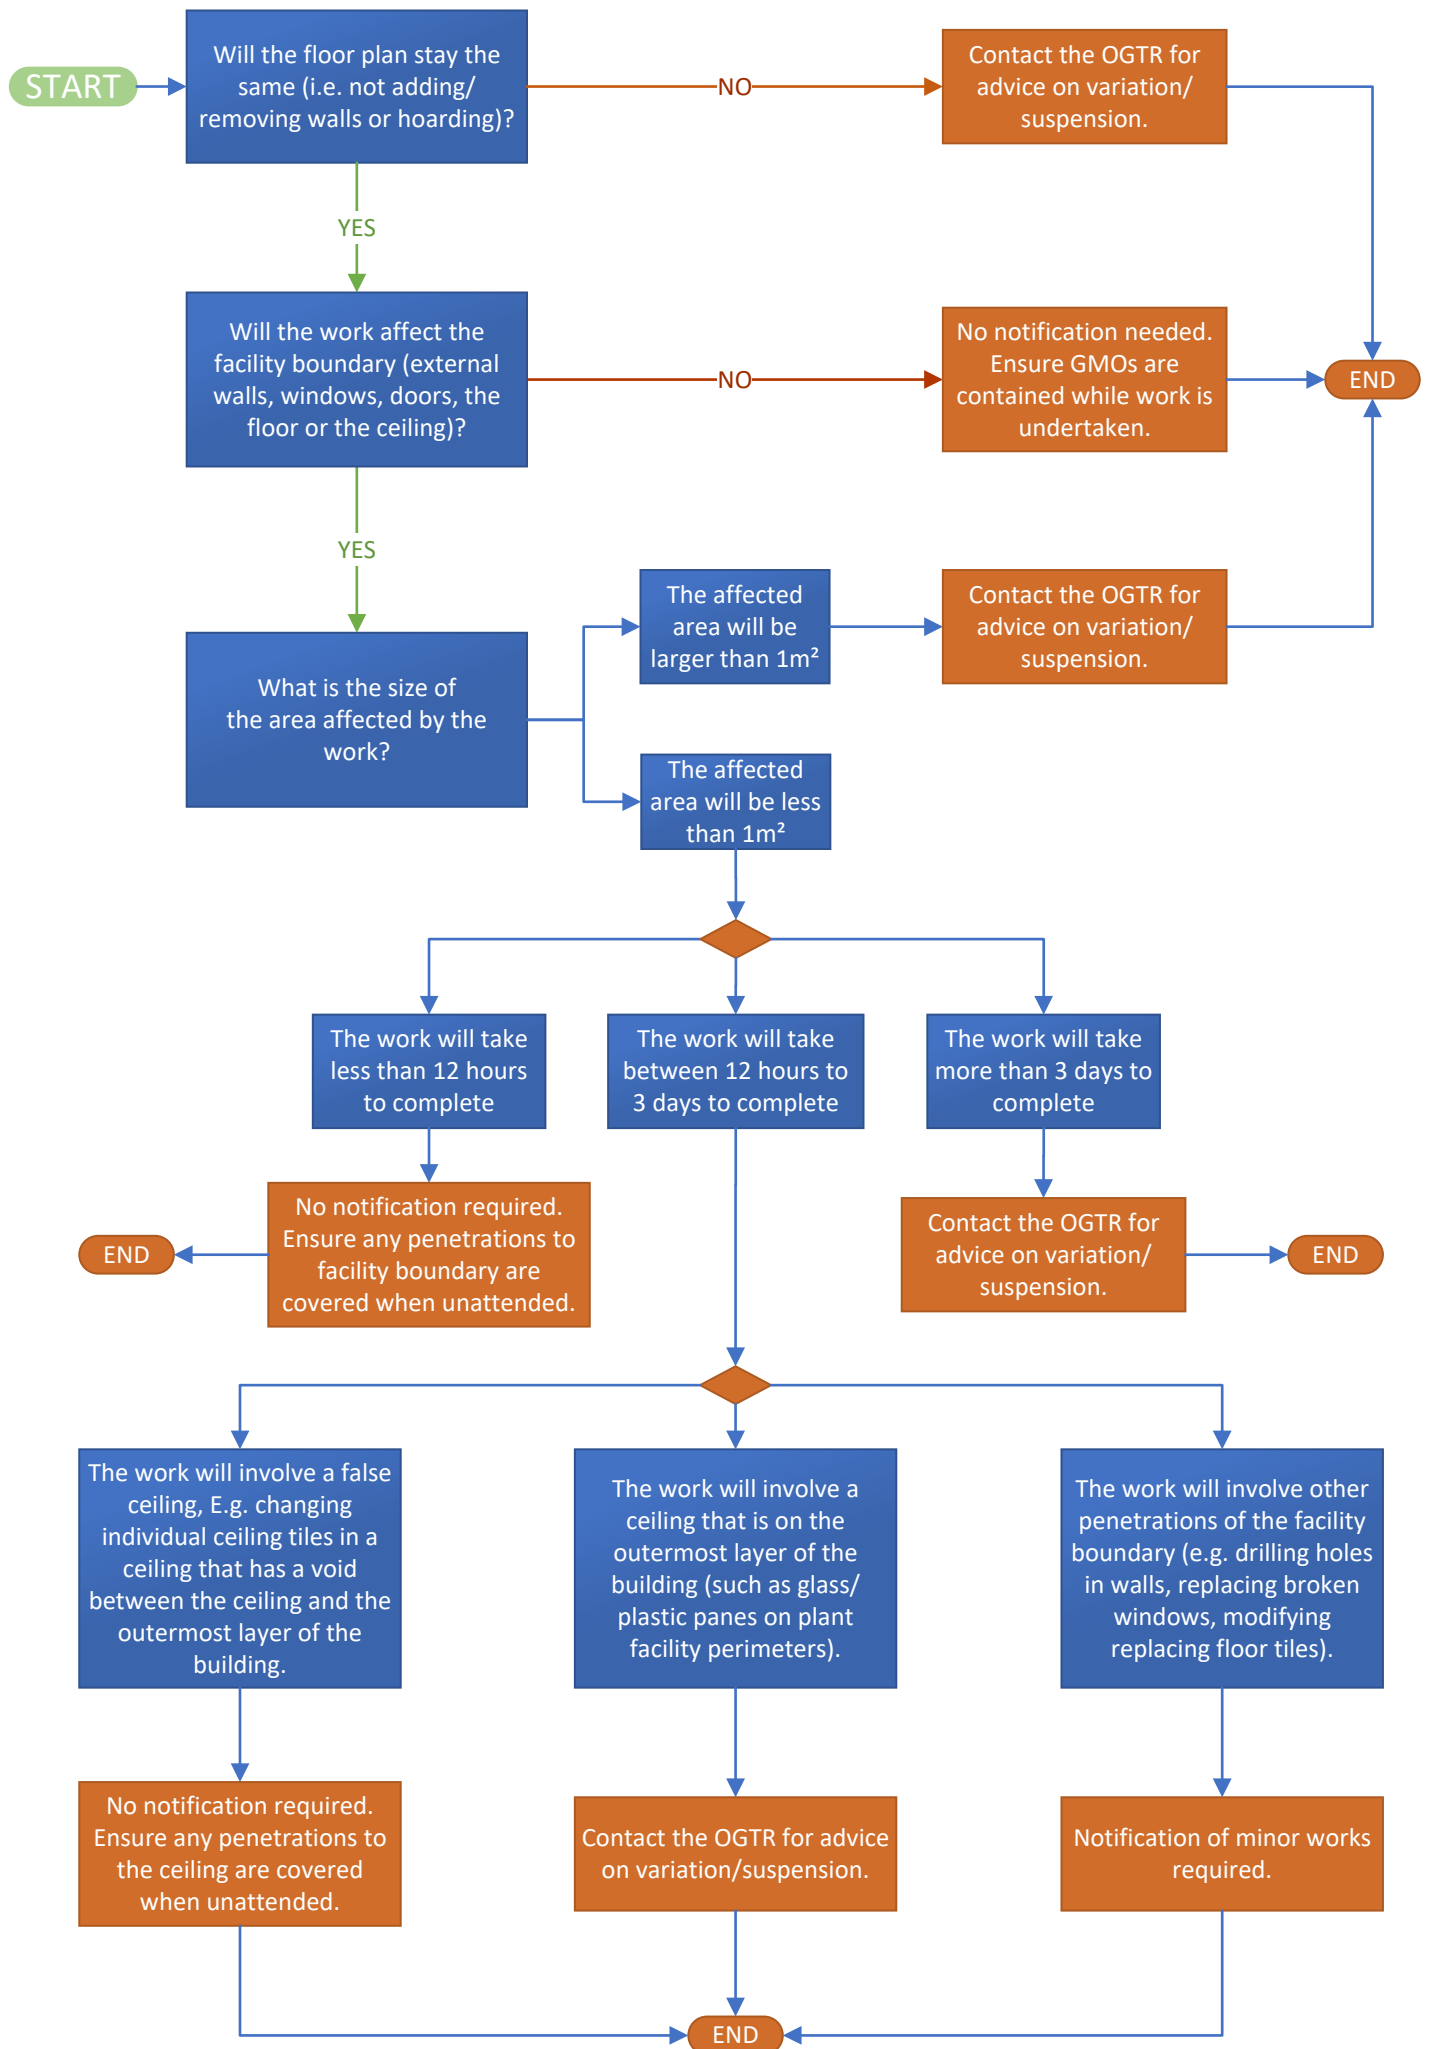 START
Will the floor plan stay the
same (i.e. not adding/
removing walls or hoarding)?
NO
Contact the OGTR for
advice on variation/
suspension.
YES
Will the work affect the
facility boundary (external
walls, windows, doors, the
floor or the ceiling)?
NO
No notification needed.
Ensure GMOs are
contained while work is
undertaken.
END
YES
What is the size of
the area affected by the
work?
The affected
area will be
larger than 1m²
Contact the OGTR for
advice on variation/
suspension.
The affected
area will be less
than 1m²
The work will take
less than 12 hours
to complete
The work will take
between 12 hours to
3 days to complete
The work will take
more than 3 days to
complete
No notification required.
Ensure any penetrations to
facility boundary are
covered when unattended.
END
Contact the OGTR for
advice on variation/
suspension.
END
The work will involve a false
ceiling, E.g. changing
individual ceiling tiles in a
ceiling that has a void
between the ceiling and the
outermost layer of the
building.
The work will involve a
ceiling that is on the
outermost layer of the
building (such as glass/
plastic panes on plant
facility perimeters).
The work will involve other
penetrations of the facility
boundary (e.g. drilling holes
in walls, replacing broken
windows, modifying
replacing floor tiles).
No notification required.
Ensure any penetrations to
the ceiling are covered
when unattended.
Contact the OGTR for advice
on variation/suspension.
Notification of minor works
required.
END